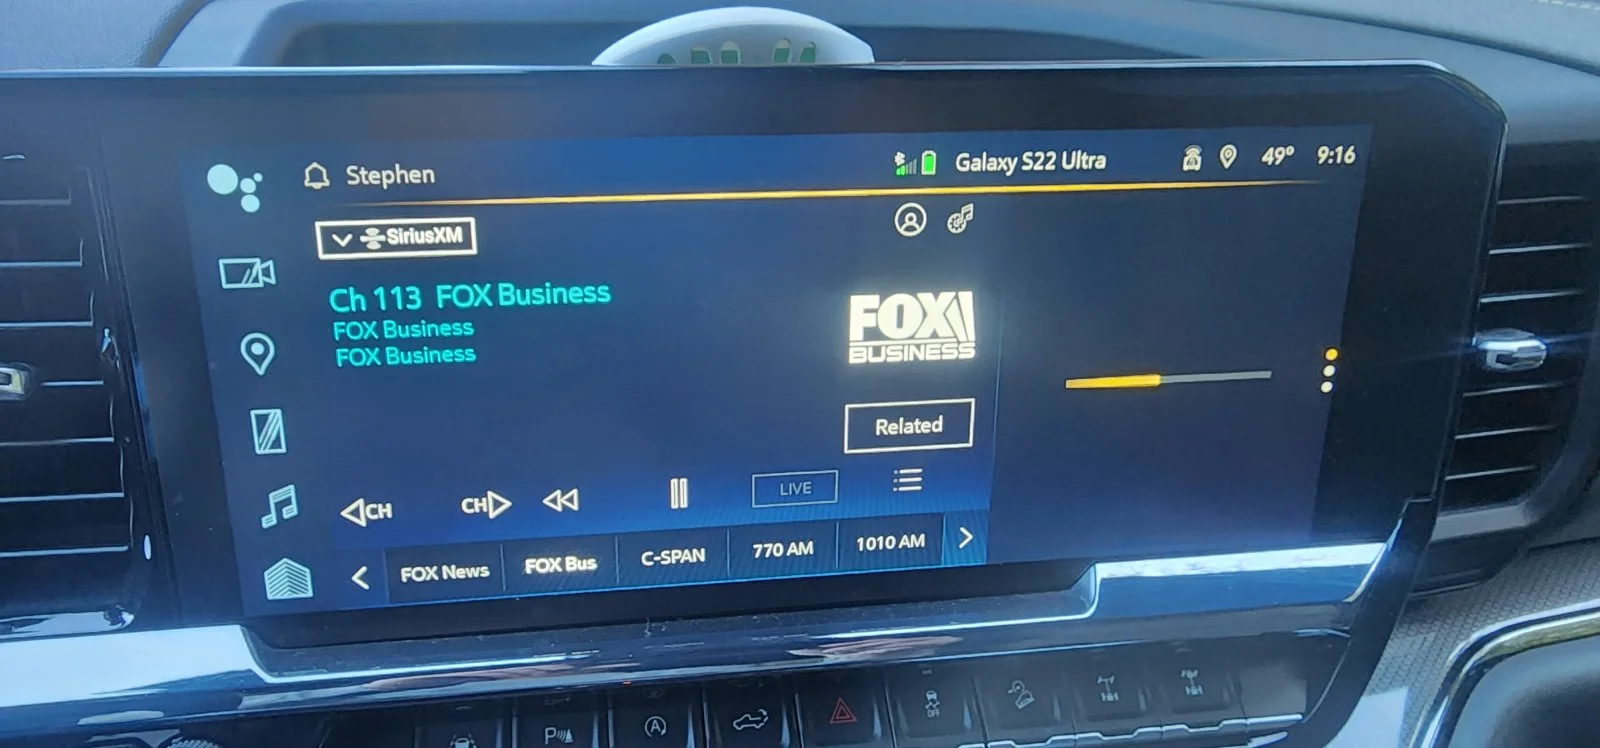 Stephen
Galaxy S22 Ultra
49°
9:16
SiriusXM
Ch 113 FOX Business
FOX Business
FOX Business
FOX
BUSINESS
Related
CH
CH
LIVE
FOX News
FOX Bus
C-SPAN
770 AM
1010 AM
P
A
OFF